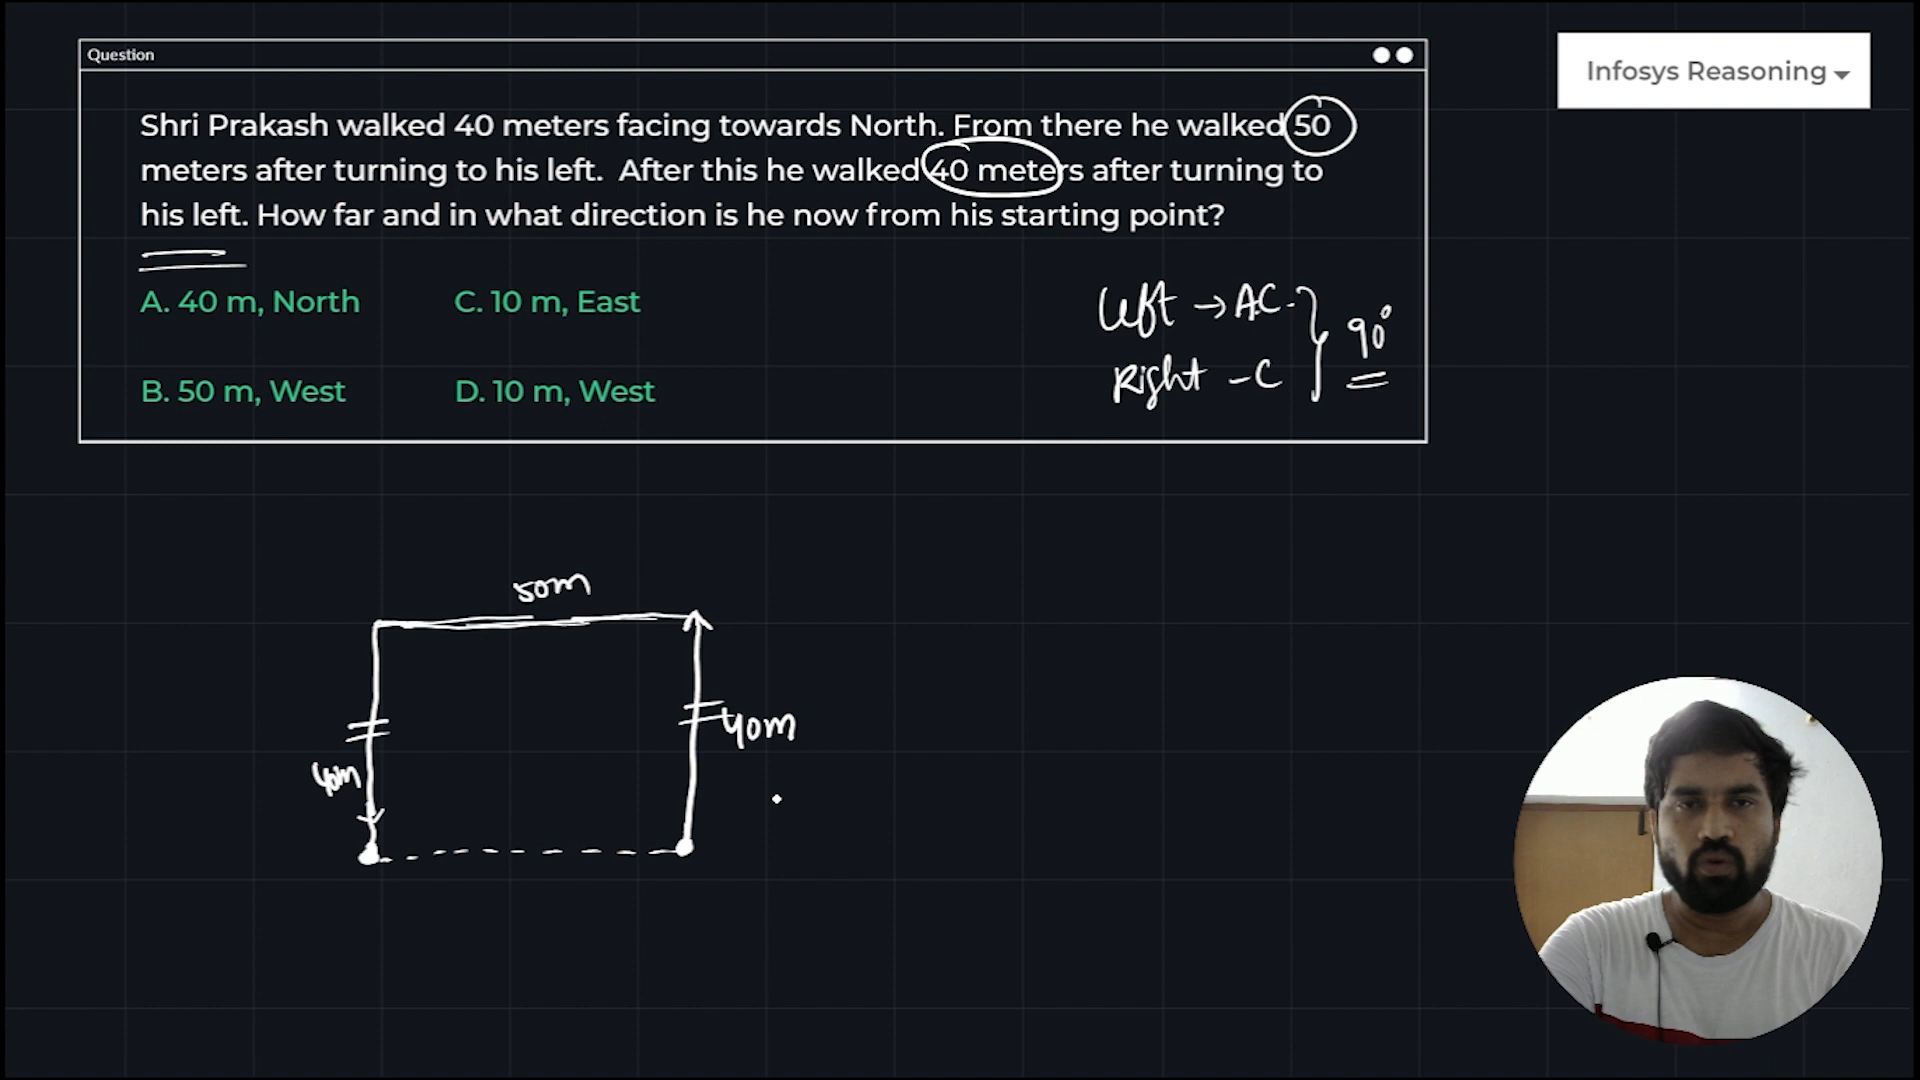 Question
Infosys Reasoning
Shri Prakash walked 40 meters facing towards North. From there he walked 50
meters after turning to his left. After this he walked 40 meters after turning to
his left. How far and in what direction is he now from his starting point?
A. 40 m, North
C. 10 m, East
B. 50 m, West
D. 10 m, West
Left → A.C.
Right - C
90°
50m
40m
40m